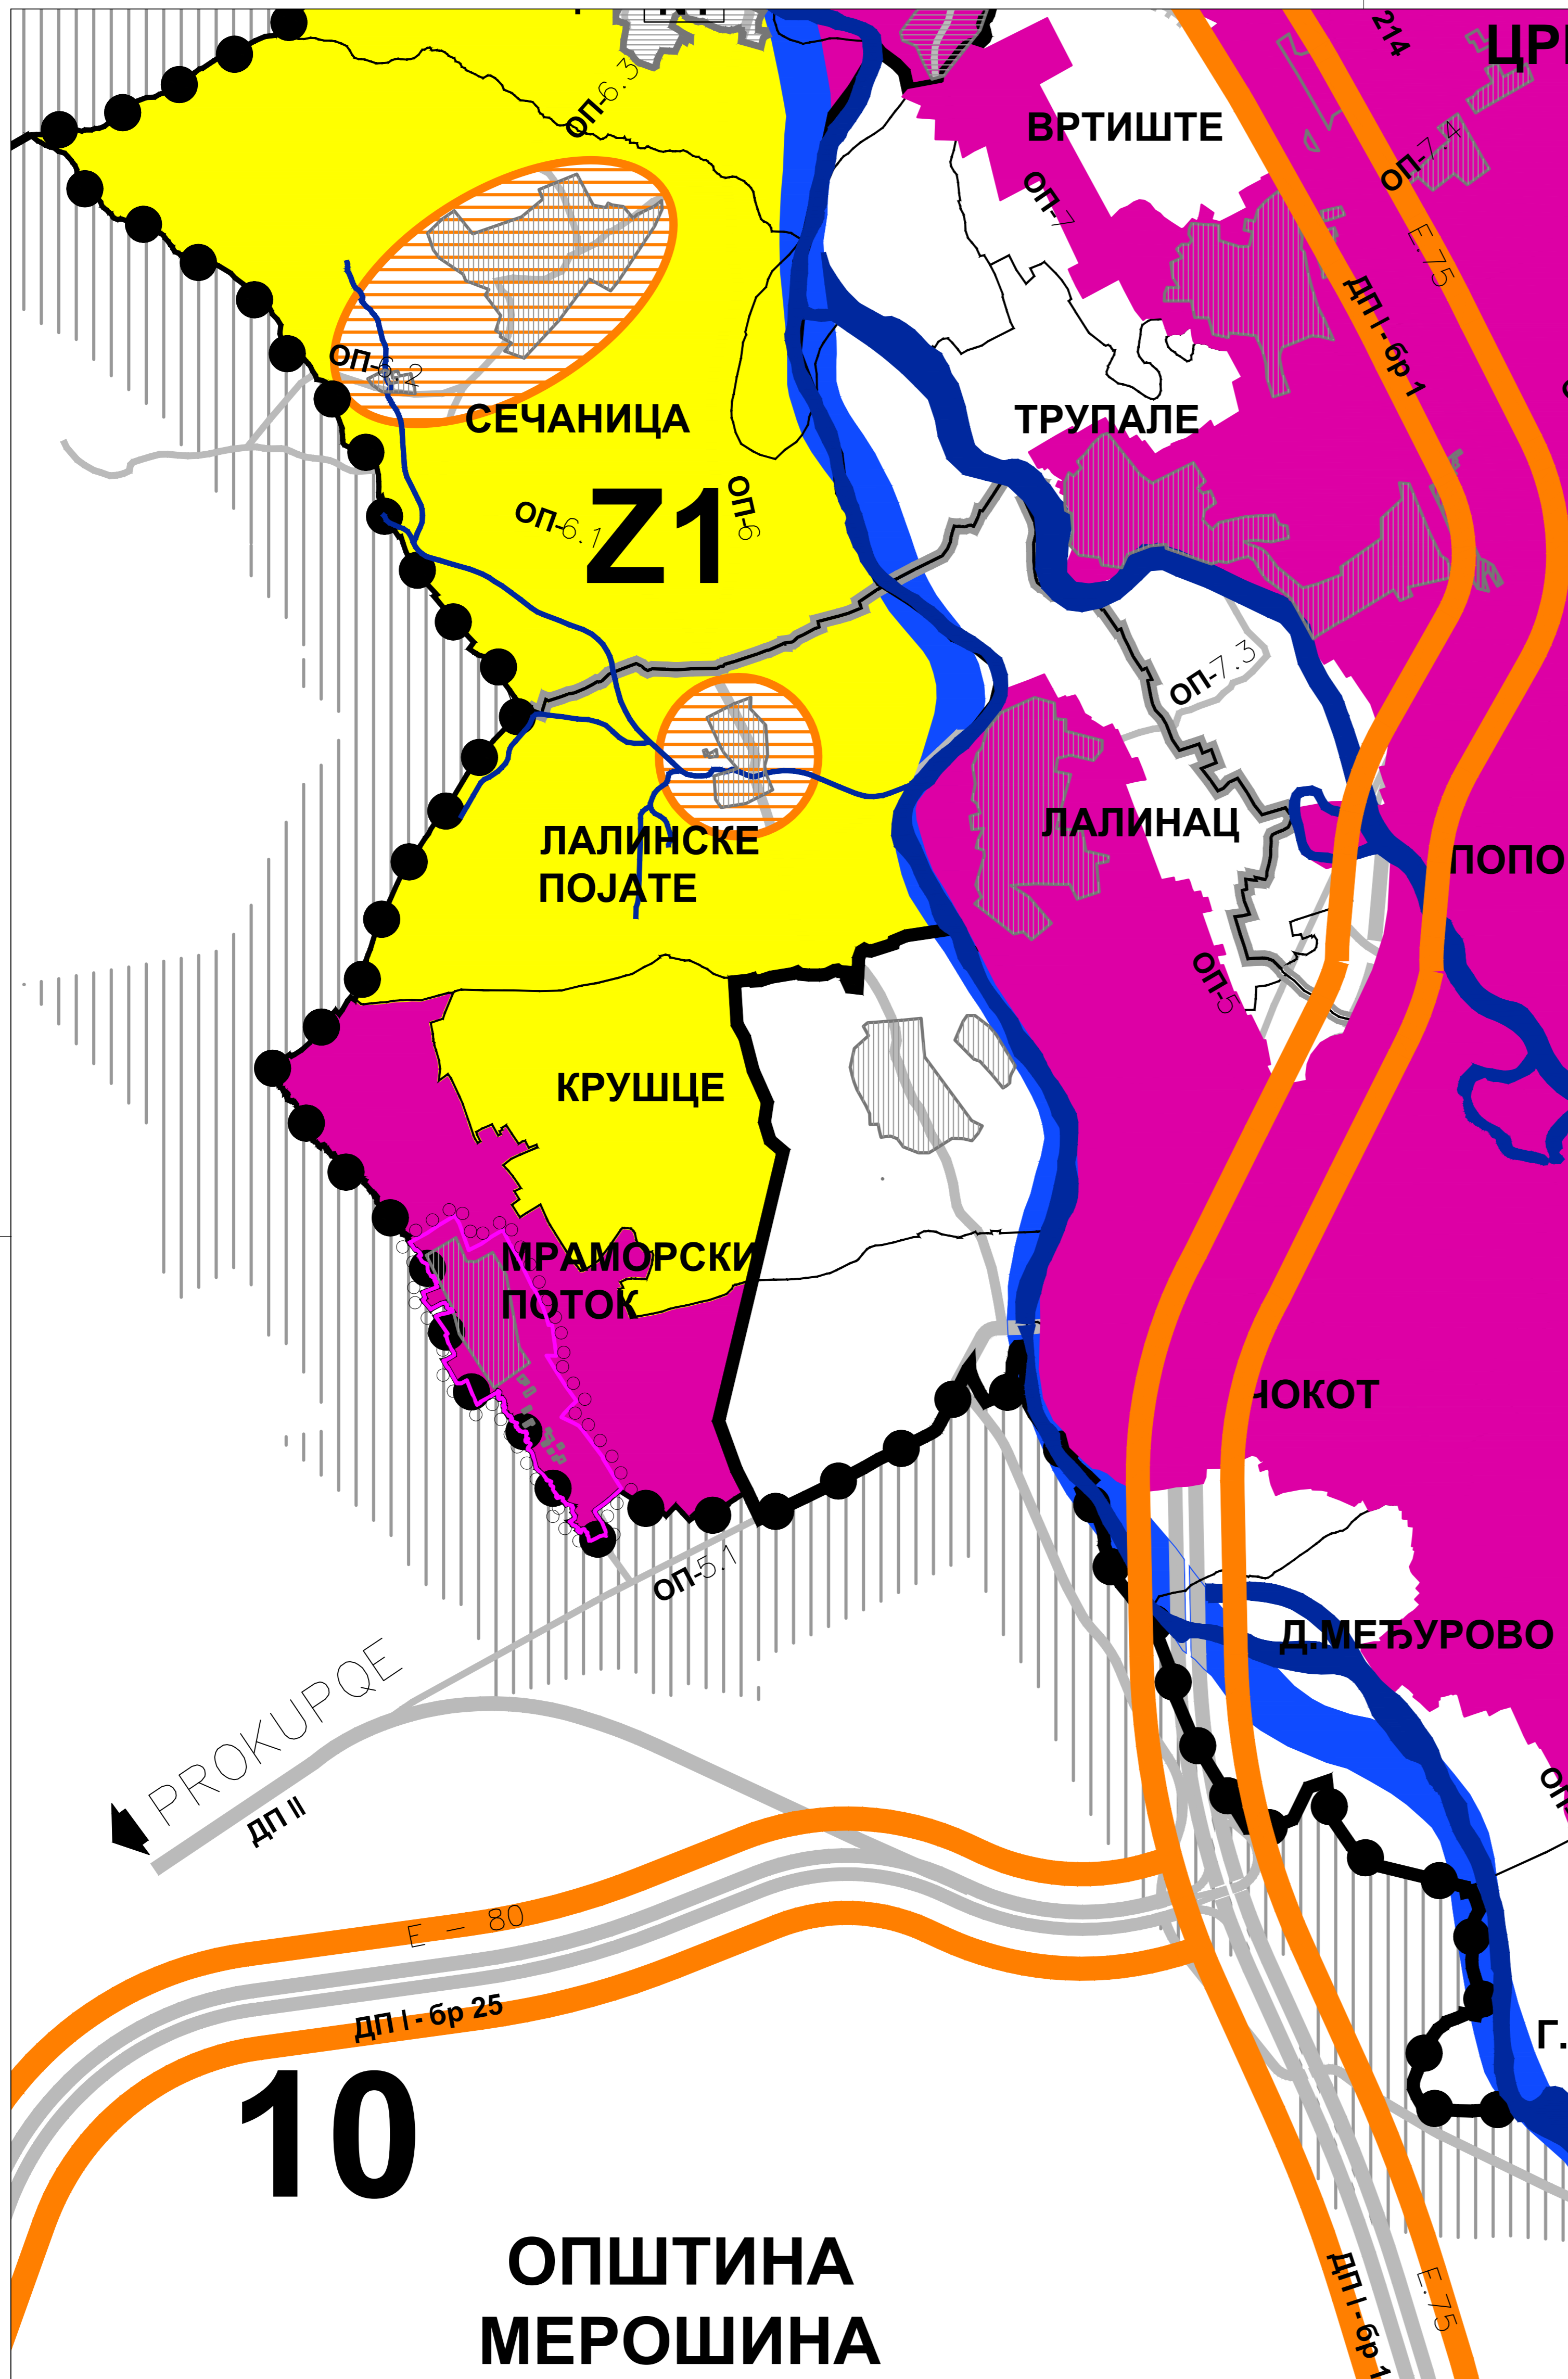 214
ОП-6.3
ВРТИШТЕ
ОП-7
ОП-7.4
E.75
ДП I - бр 1
ОП-6.2
СЕЧАНИЦА
ТРУПАЛЕ
ОП-6.1
Z1
ОП-6
ОП-7.3
ЛАЛИНСКЕ
ПОЈАТЕ
ЛАЛИНАЦ
ПОПО
ОП-5
КРУШЦЕ
МРАМОРСКИ
ПОТОК
ЧОКОТ
ОП-5.1
Д.МЕЂУРОВО
PROKUPQE
ДП II
E - 80
ДП I - бр 25
Г.
10
ОПШТИНА
МЕРОШИНА
ДП I - бр 1
E.75